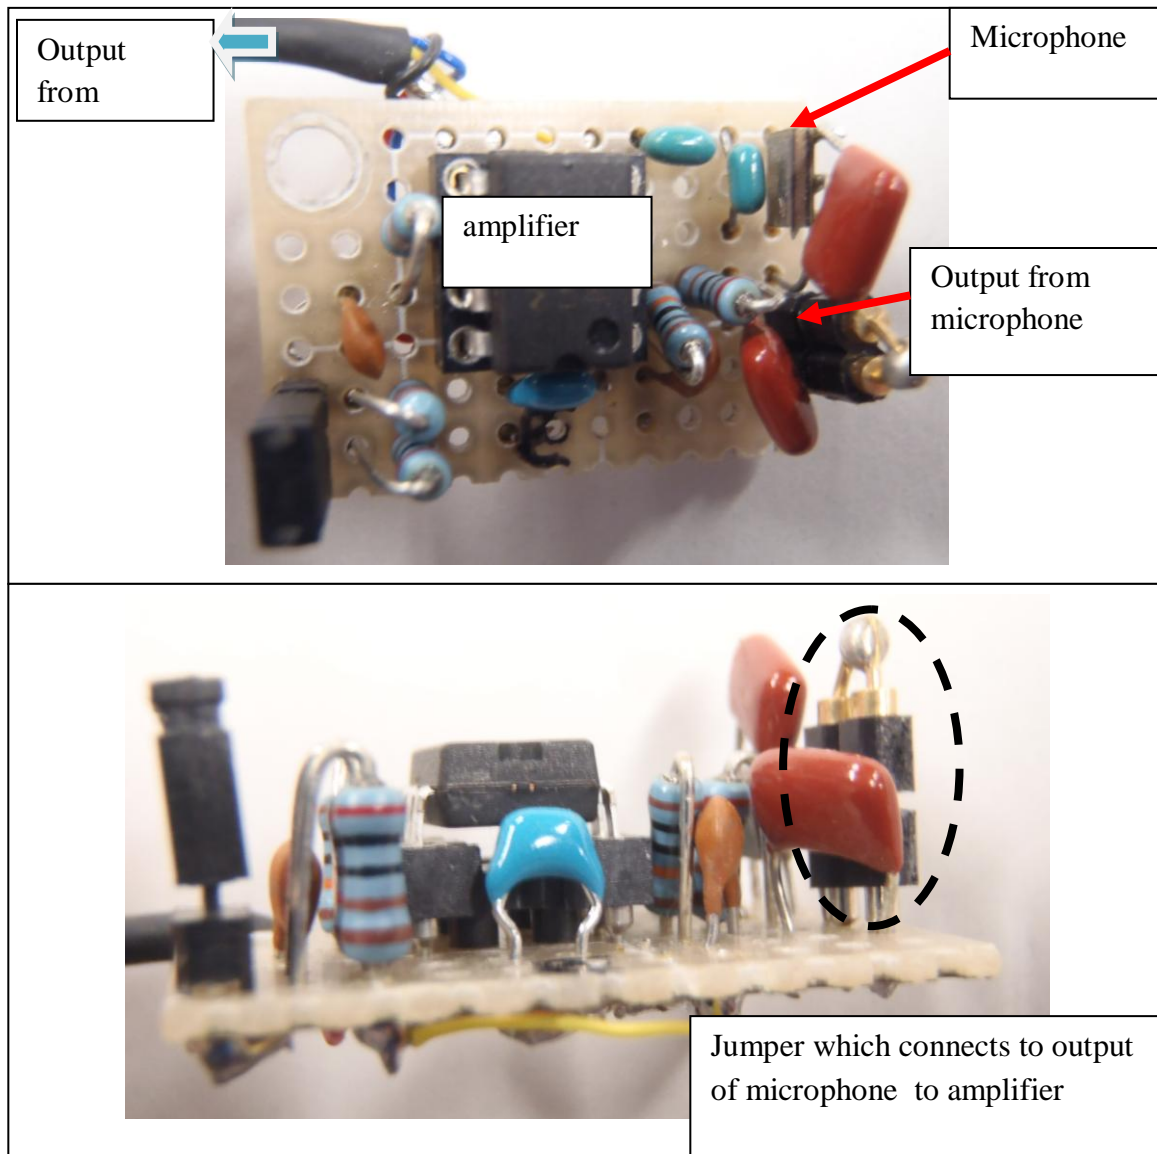 Output
from
Microphone
amplifier
Output from
microphone
Jumper which connects to output
of microphone  to amplifier